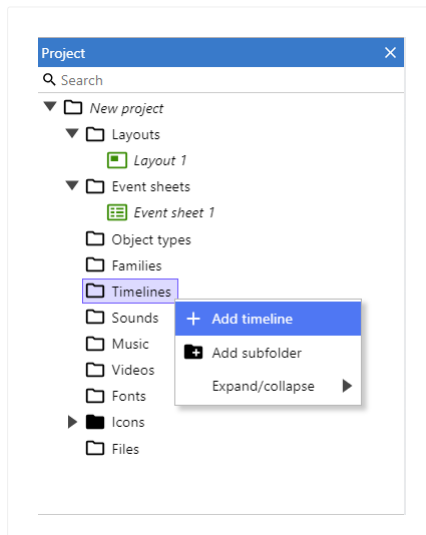 Project
Search
New project
Layouts
Layout 1
Event sheets
Event sheet 1
Object types
Families
Timelines
Sounds
Add timeline
Music
Add subfolder
Videos
Expand/collapse
Fonts
Icons
Files